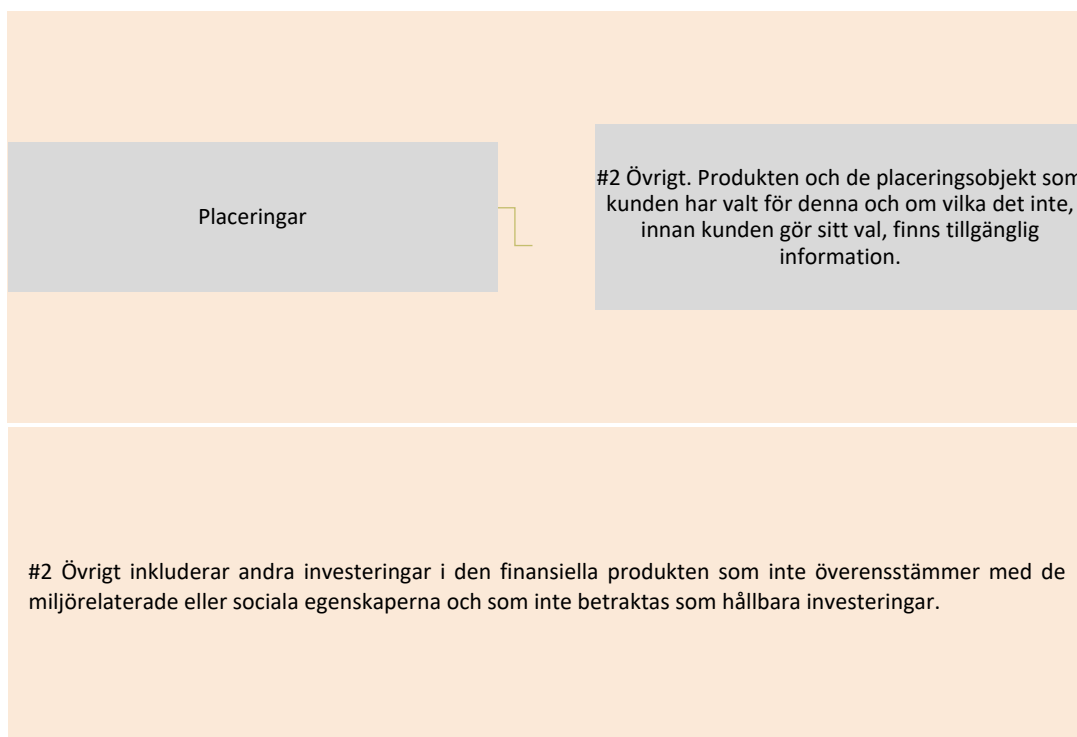 Placeringar
#2 Övrigt. Produkten och de placeringsobjekt som
kunden har valt för denna och om vilka det inte,
innan kunden gör sitt val, finns tillgänglig
information.
#2 Övrigt inkluderar andra investeringar i den finansiella produkten som inte överensstämmer med de
miljörelaterade eller sociala egenskaperna och som inte betraktas som hållbara investeringar.